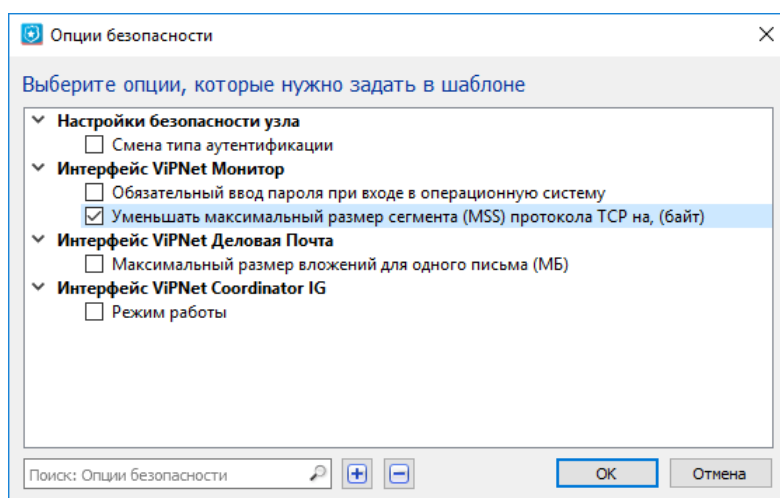 Опции безопасности
Выберите опции, которые нужно задать в шаблоне
Настройки безопасности узла
Смена типа аутентификации
Интерфейс ViPNet Монитор
Обязательный ввод пароля при входе в операционную систему
Уменьшать максимальный размер сегмента (MSS) протокола TCP на, (байт)
Интерфейс ViPNet Деловая Почта
Максимальный размер вложений для одного письма (МБ)
Интерфейс ViPNet Coordinator IG
Режим работы
Поиск: Опции безопасности OK Отмена